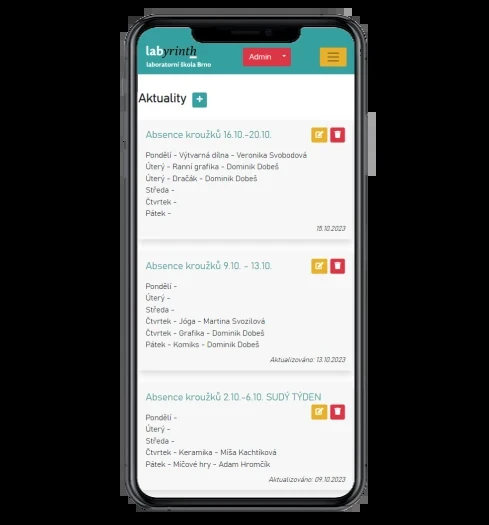 labyrinth
laboratorní škola Brno
Admin
Aktuality
Absence kroužků 16.10.-20.10.
Pondělí - Výtvarná dílna - Veronika Svobodová
Úterý - Ranní grafika - Dominik Dobeš
Úterý - Dračák - Dominik Dobeš
Středa -
Čtvrtek -
Pátek -
15.10.2023
Absence kroužků 9.10. - 13.10.
Pondělí -
Úterý -
Středa -
Čtvrtek - Jóga - Martina Svozilová
Čtvrtek - Grafika - Dominik Dobeš
Pátek - Komiks - Dominik Dobeš
Aktualizováno: 13.10.2023
Absence kroužků 2.10.-6.10. SUDÝ TÝDEN
Pondělí -
Úterý -
Středa -
Čtvrtek - Keramika - Míša Kachtíková
Pátek - Míčové hry - Adam Hromčík
Aktualizováno: 09.10.2023